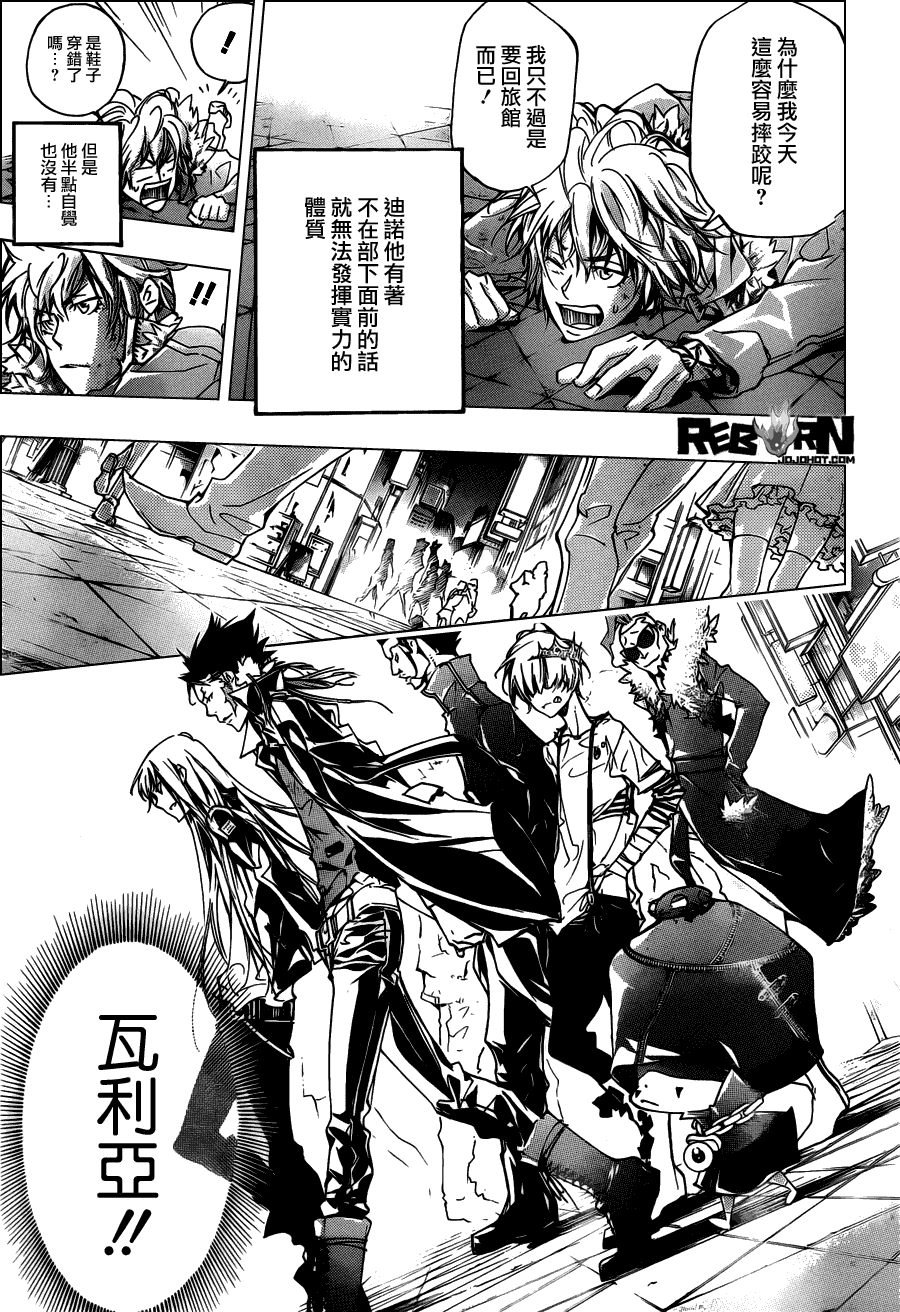 為什麼我今天
這麼容易摔跤呢?
我只不過是
要回旅館
而已!
迪諾他有著
不在部下面前的話
就無法發揮實力的
體質
!
是鞋子
穿錯了
嗎…?
但是
他半點自覺
也沒有…
!!
REBORN
JOJOHOT.COM
瓦利亞!!